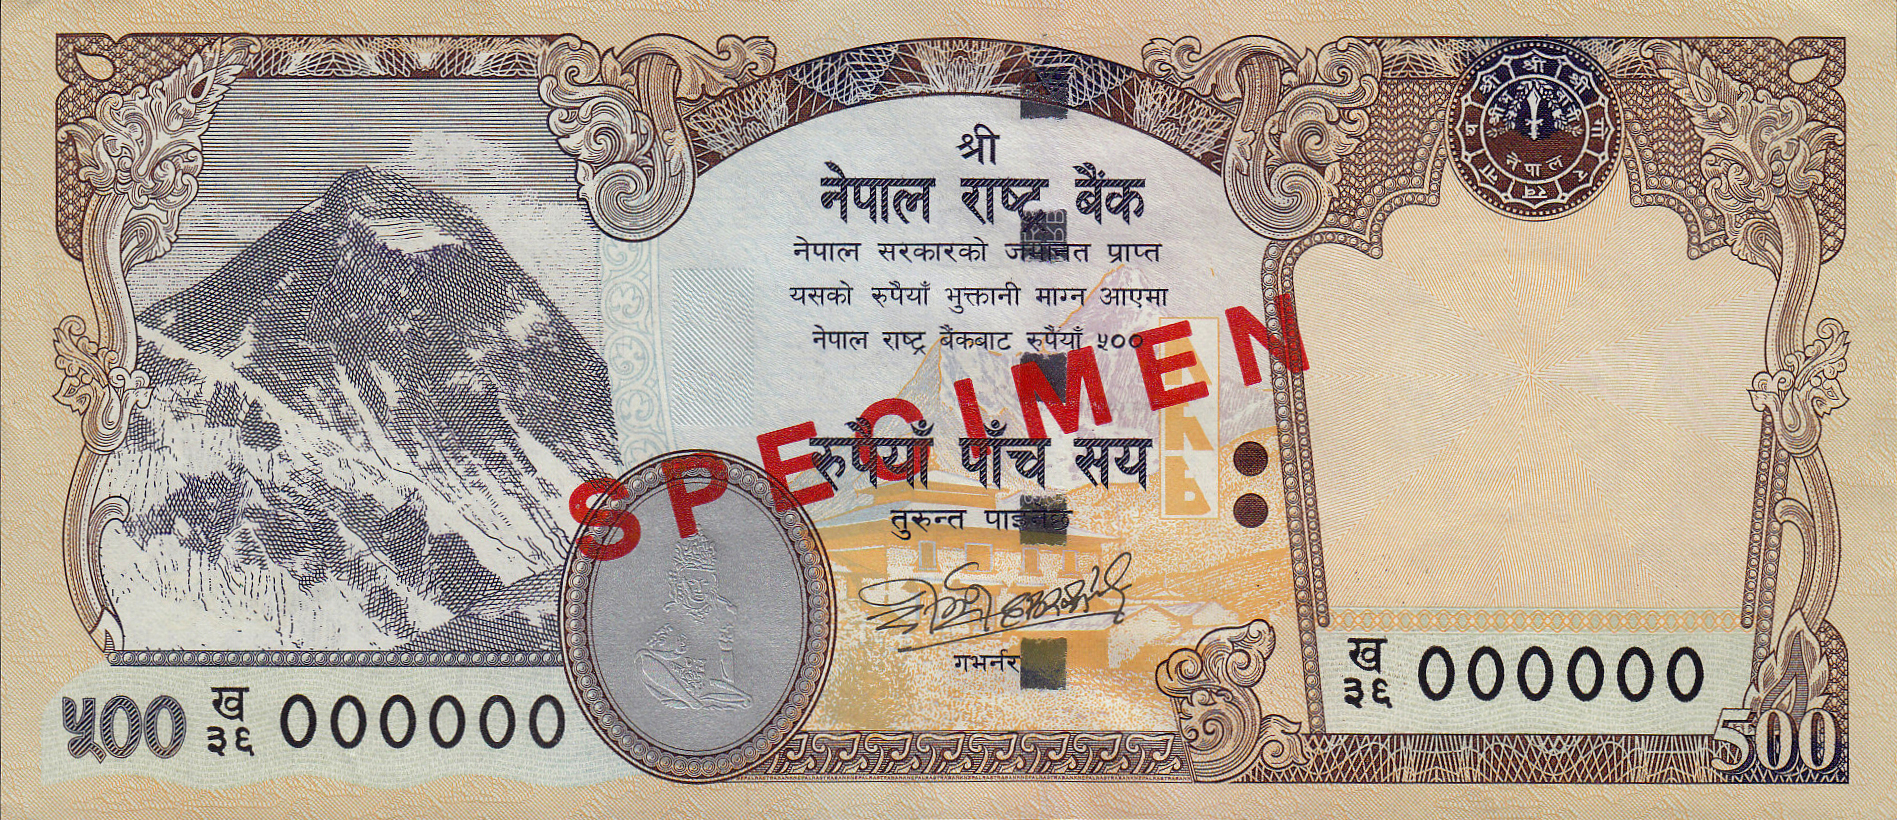 श्री
नेपाल राष्ट्र बैंक
नेपाल सरकारको जमानत प्राप्त
यसको रुपैयाँ भुक्तानी माग्न आएमा
नेपाल राष्ट्र बैंकबाट रुपैयाँ ५००
रुपैयाँ पाँच सय
तुरुन्त पाइनेछ
गभर्नर
SPECIMEN
नेपाल
ख
३६ 000000
५००
ख
३६ 000000
500